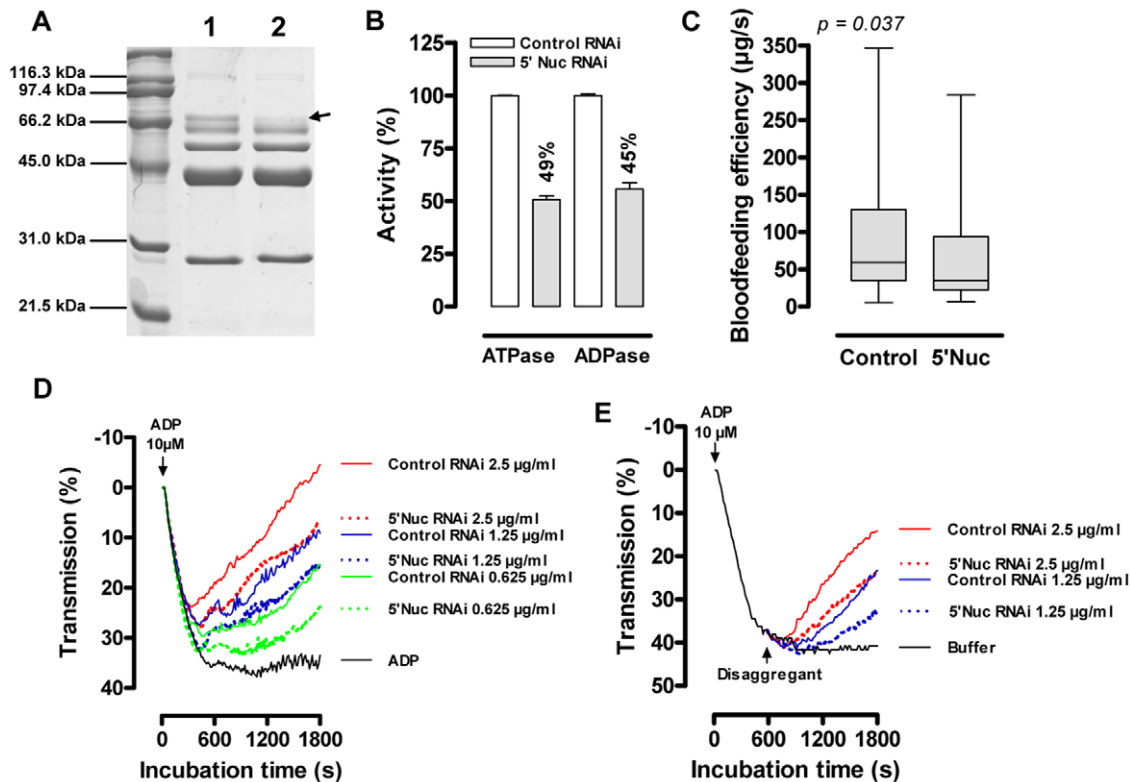 A
1 2
116.3 kDa
97.4 kDa
66.2 kDa
45.0 kDa
31.0 kDa
21.5 kDa
B
Control RNAi
5' Nuc RNAi
Activity (%)
125
100
75
50
25
0
49%
45%
ATPase ADPase
C
p = 0.037
Bloodfeeding efficiency (µg/s)
350
300
250
200
150
100
50
0
Control 5'Nuc
D
ADP
10µM
Transmission (%)
-10
0
10
20
30
40
Control RNAi 2.5 µg/ml
5'Nuc RNAi 2.5 µg/ml
Control RNAi 1.25 µg/ml
5'Nuc RNAi 1.25 µg/ml
Control RNAi 0.625 µg/ml
5'Nuc RNAi 0.625 µg/ml
ADP
0 600 1200 1800
Incubation time (s)
E
ADP
10 µM
Transmission (%)
-10
0
10
20
30
40
50
Control RNAi 2.5 µg/ml
5'Nuc RNAi 2.5 µg/ml
Control RNAi 1.25 µg/ml
5'Nuc RNAi 1.25 µg/ml
Buffer
Disaggregant
0 600 1200 1800
Incubation time (s)